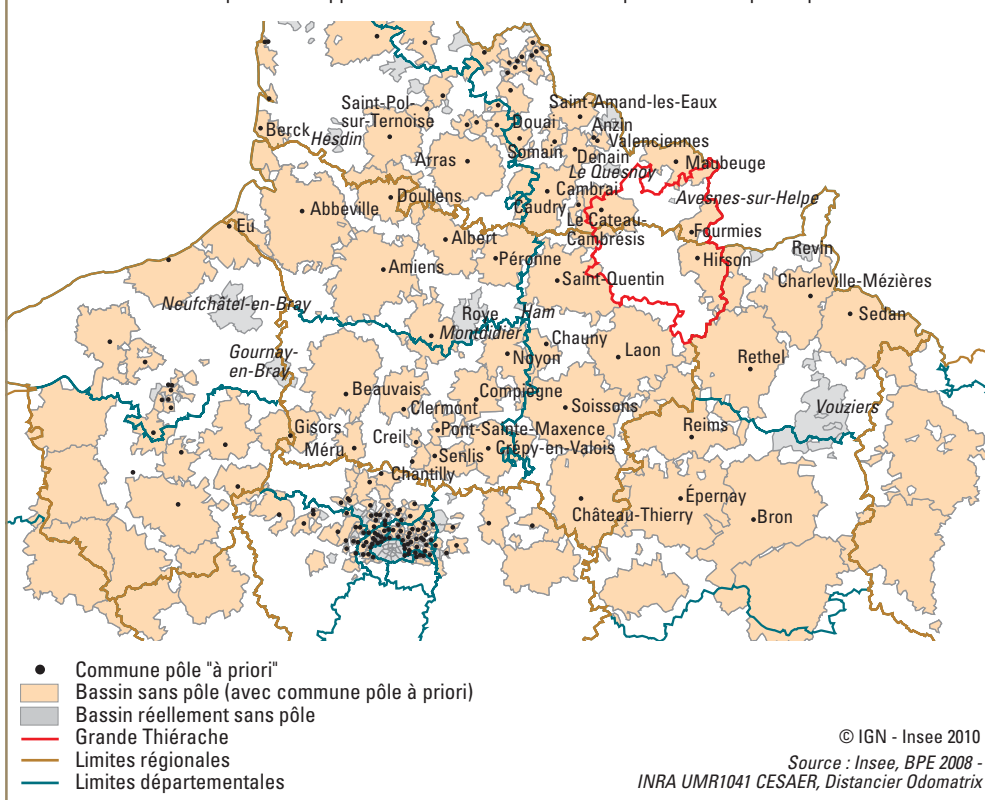 Saint-Amand-les-Eaux
Saint-Pol-
sur-Ternoise
Berck
Hesdin
Douai
Anzin
Valenciennes
Somain
Denain
Arras
Maubeuge
Le Quesnoy
Cambrai
Avesnes-sur-Helpe
Doullens
Caudry
Abbeville
Le Cateau-
Cambrésis
Eu
Fourmies
Albert
Revin
Péronne
Hirson
Amiens
Saint-Quentin
Charleville-Mézières
Neufchâtel-en-Bray
Roye
Ham
Sedan
Montdidier
Chauny
Gournay-
en-Bray
Noyon
Laon
Rethel
Beauvais
Compiègne
Clermont
Soissons
Vouziers
Gisors
Creil
Pont-Sainte-Maxence
Reims
Méru
Senlis
Crépy-en-Valois
Chantilly
Épernay
Château-Thierry
Bron
Commune pôle "à priori"
Bassin sans pôle (avec commune pôle à priori)
Bassin réellement sans pôle
Grande Thiérache
Limites régionales
Limites départementales
© IGN - Insee 2010
Source : Insee, BPE 2008 -
INRA UMR1041 CESAER, Distancier Odomatrix